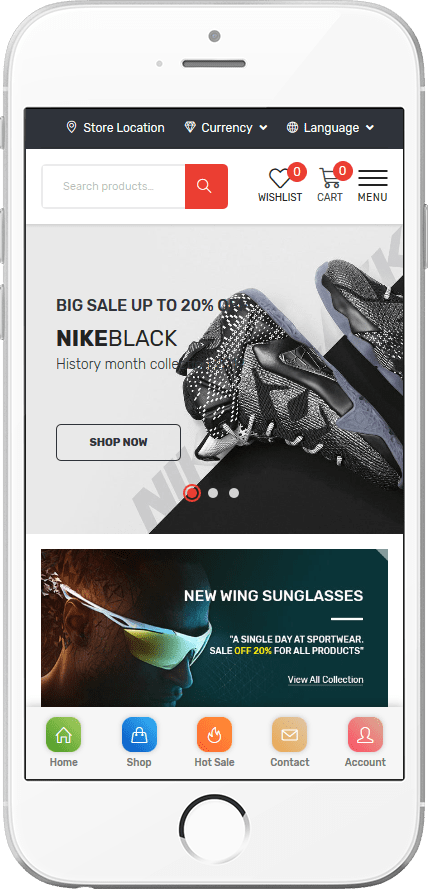 Store Location Currency Language
Search products...
0
0
WISHLIST CART MENU
BIG SALE UP TO 20%
NIKEBLACK
History month colle
SHOP NOW
NEW WING SUNGLASSES
"A SINGLE DAY AT SPORTWEAR.
SALE OFF 20% FOR ALL PRODUCTS"
View All Collection
Home Shop Hot Sale Contact Account